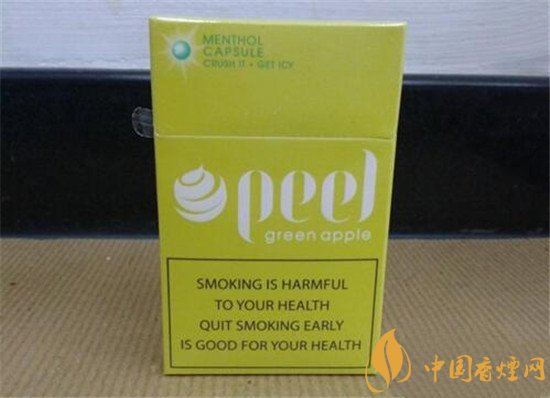 MENTHOL
CAPSULE
CRUSH IT • GET ICY
peel
green apple
SMOKING IS HARMFUL
TO YOUR HEALTH
QUIT SMOKING EARLY
IS GOOD FOR YOUR HEALTH
中国香煙网